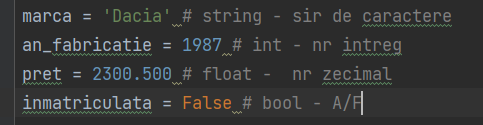 marca = 'Dacia' # string - sir de caractere
an_fabricatie = 1987 # int - nr intreg
pret = 2300.500 # float -  nr zecimal
inmatriculata = False # bool - A/F